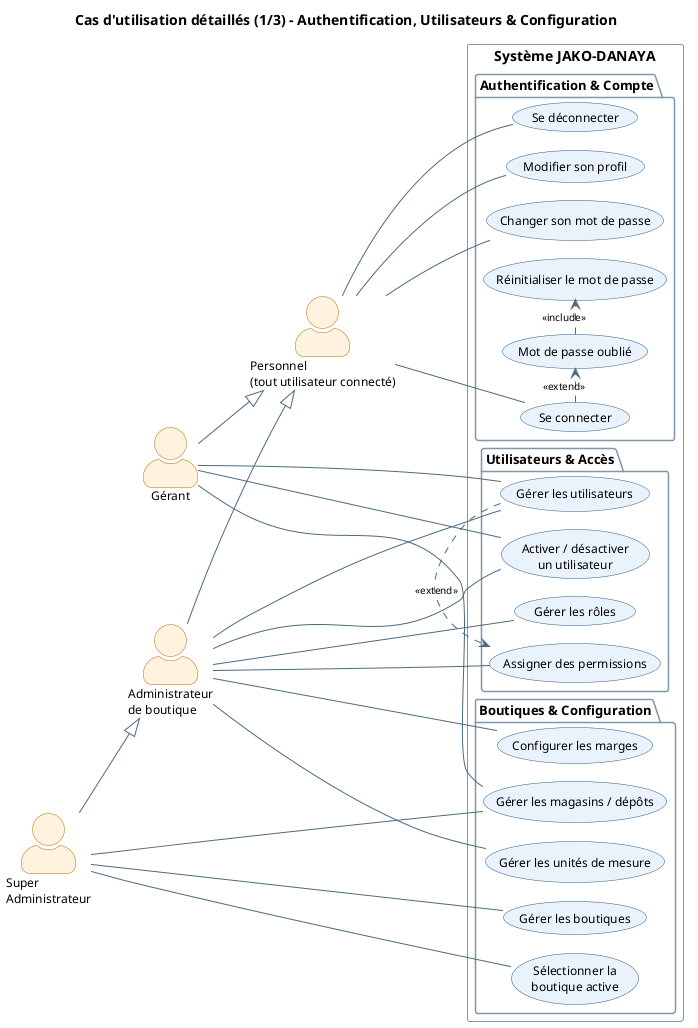 Cas d'utilisation détaillés (1/3) - Authentification, Utilisateurs & Configuration
Système JAKO-DANAYA
Authentification & Compte
Se déconnecter
Modifier son profil
Changer son mot de passe
Réinitialiser le mot de passe
«include»
Mot de passe oublié
«extend»
Se connecter
Personnel
(tout utilisateur connecté)
Gérant
Utilisateurs & Accès
Gérer les utilisateurs
Activer / désactiver
un utilisateur
«extend»
Gérer les rôles
Assigner des permissions
Administrateur
de boutique
Boutiques & Configuration
Configurer les marges
Gérer les magasins / dépôts
Gérer les unités de mesure
Gérer les boutiques
Sélectionner la
boutique active
Super
Administrateur